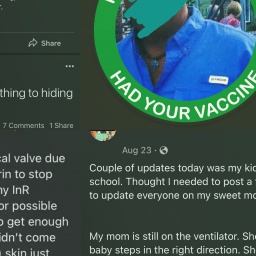 Share
thing to hiding
7 Comments 1 Share
cal valve due
rin to stop
ny InR
or possible
o get enough
idn't come
skin just
HAD YOUR VACCINE
Aug 23 ·
Couple of updates today was my kid
school. Thought I needed to post a
to update everyone on my sweet mo
My mom is still on the ventilator. She
baby steps in the right direction. Sh